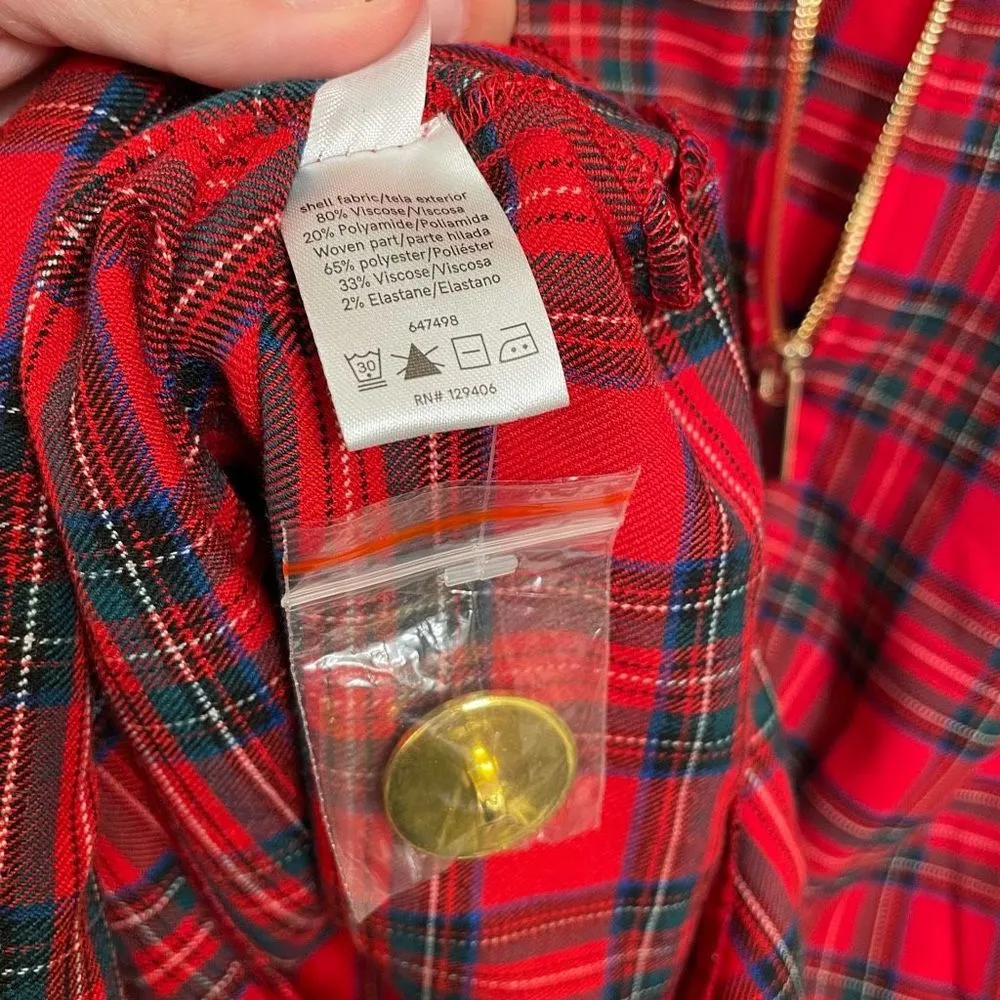 shell fabric/tela exterior
80% Viscose/Viscosa
20% Polyamide/Poliamida
Woven part/parte hilada
65% polyester/Poliéster
33% Viscose/Viscosa
2% Elastane/Elastano
647498
30
RN# 129406